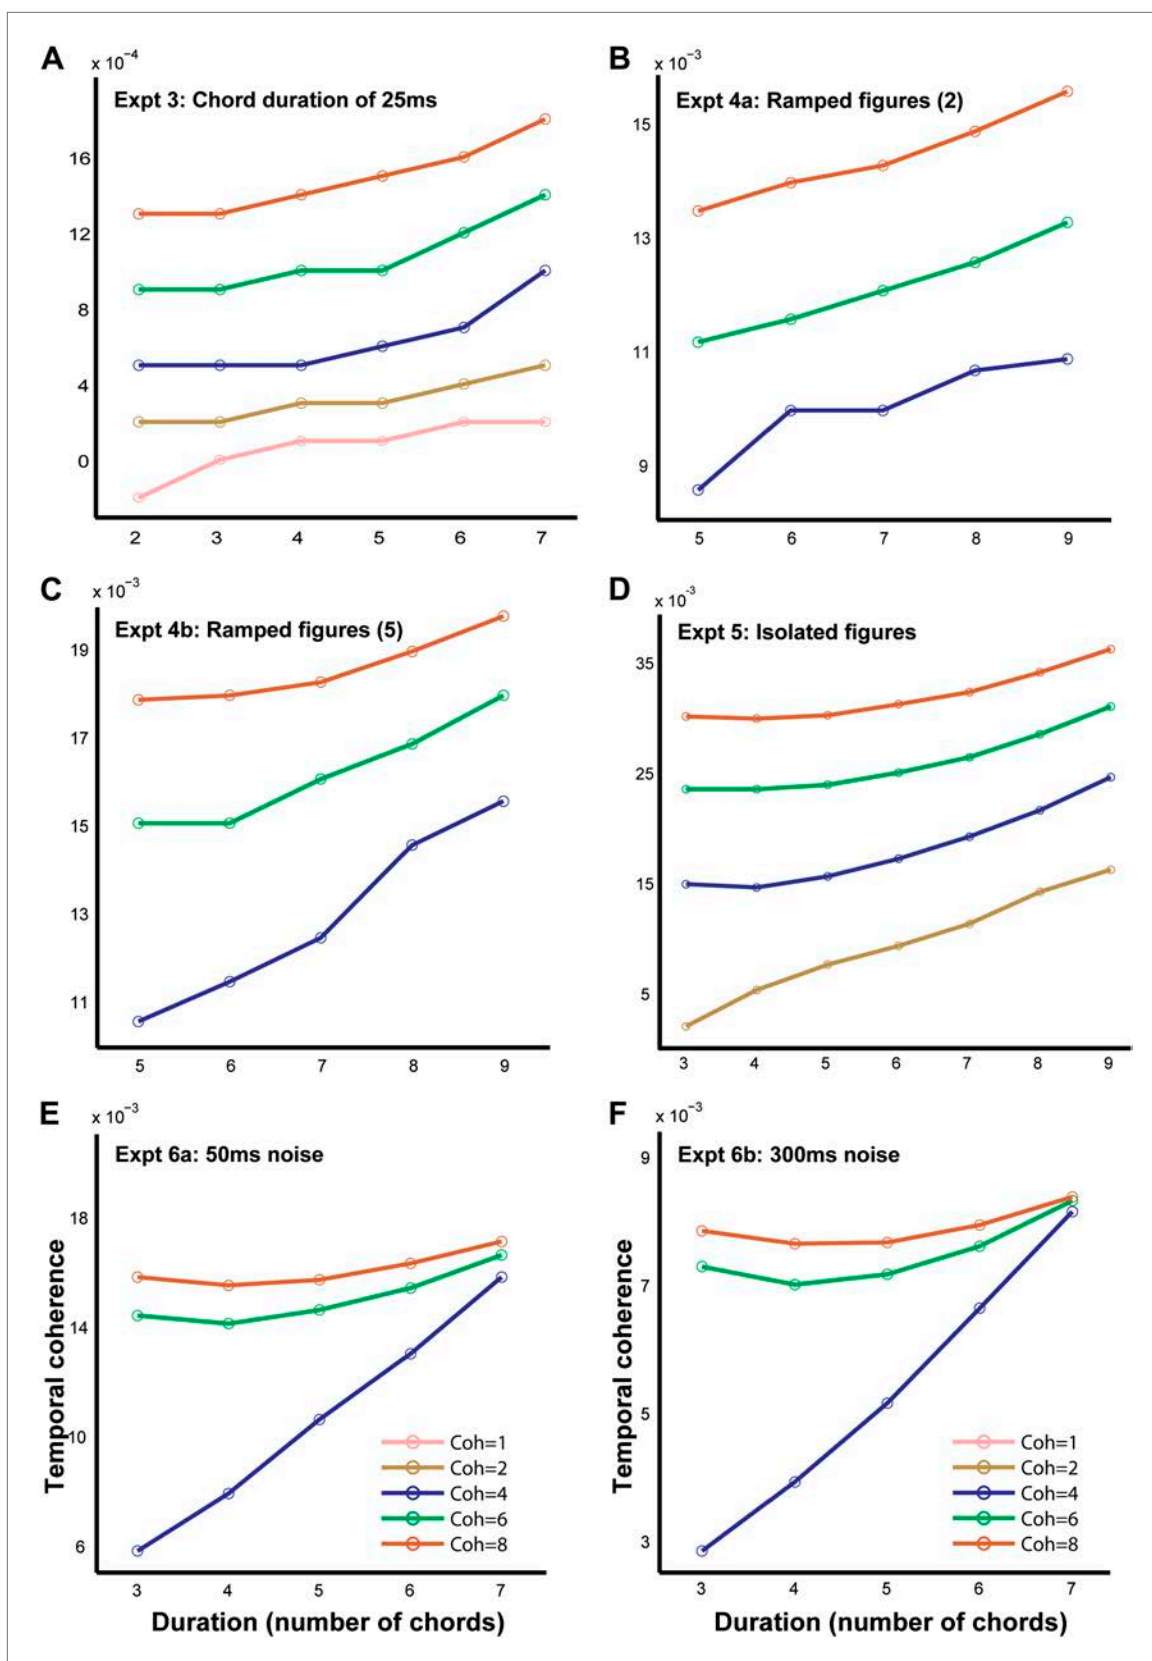 A
x 10⁻⁴
Expt 3: Chord duration of 25ms
16
12
8
4
0
2 3 4 5 6 7
B
x 10⁻³
Expt 4a: Ramped figures (2)
15
13
11
9
5 6 7 8 9
C
x 10⁻³
Expt 4b: Ramped figures (5)
19
17
15
13
11
5 6 7 8 9
D
x 10⁻³
Expt 5: Isolated figures
35
25
15
5
3 4 5 6 7 8 9
E
x 10⁻³
Expt 6a: 50ms noise
18
14
10
6
Temporal coherence
Coh=1
Coh=2
Coh=4
Coh=6
Coh=8
3 4 5 6 7
Duration (number of chords)
F
x 10⁻³
Expt 6b: 300ms noise
9
7
5
3
Temporal coherence
Coh=1
Coh=2
Coh=4
Coh=6
Coh=8
3 4 5 6 7
Duration (number of chords)